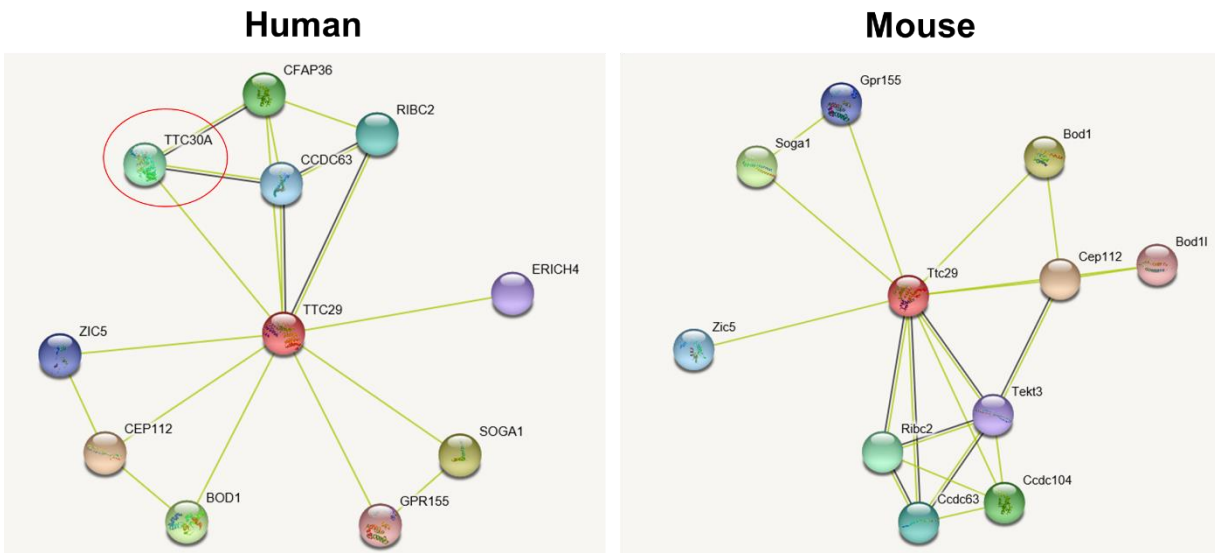 Human
Mouse
CFAP36
RIBC2
TTC30A
CCDC63
ERICH4
TTC29
ZIC5
CEP112
SOGA1
BOD1
GPR155
Gpr155
Soga1
Bod1
Cep112
Bod1l
Ttc29
Zic5
Tekt3
Ribc2
Ccdc104
Ccdc63